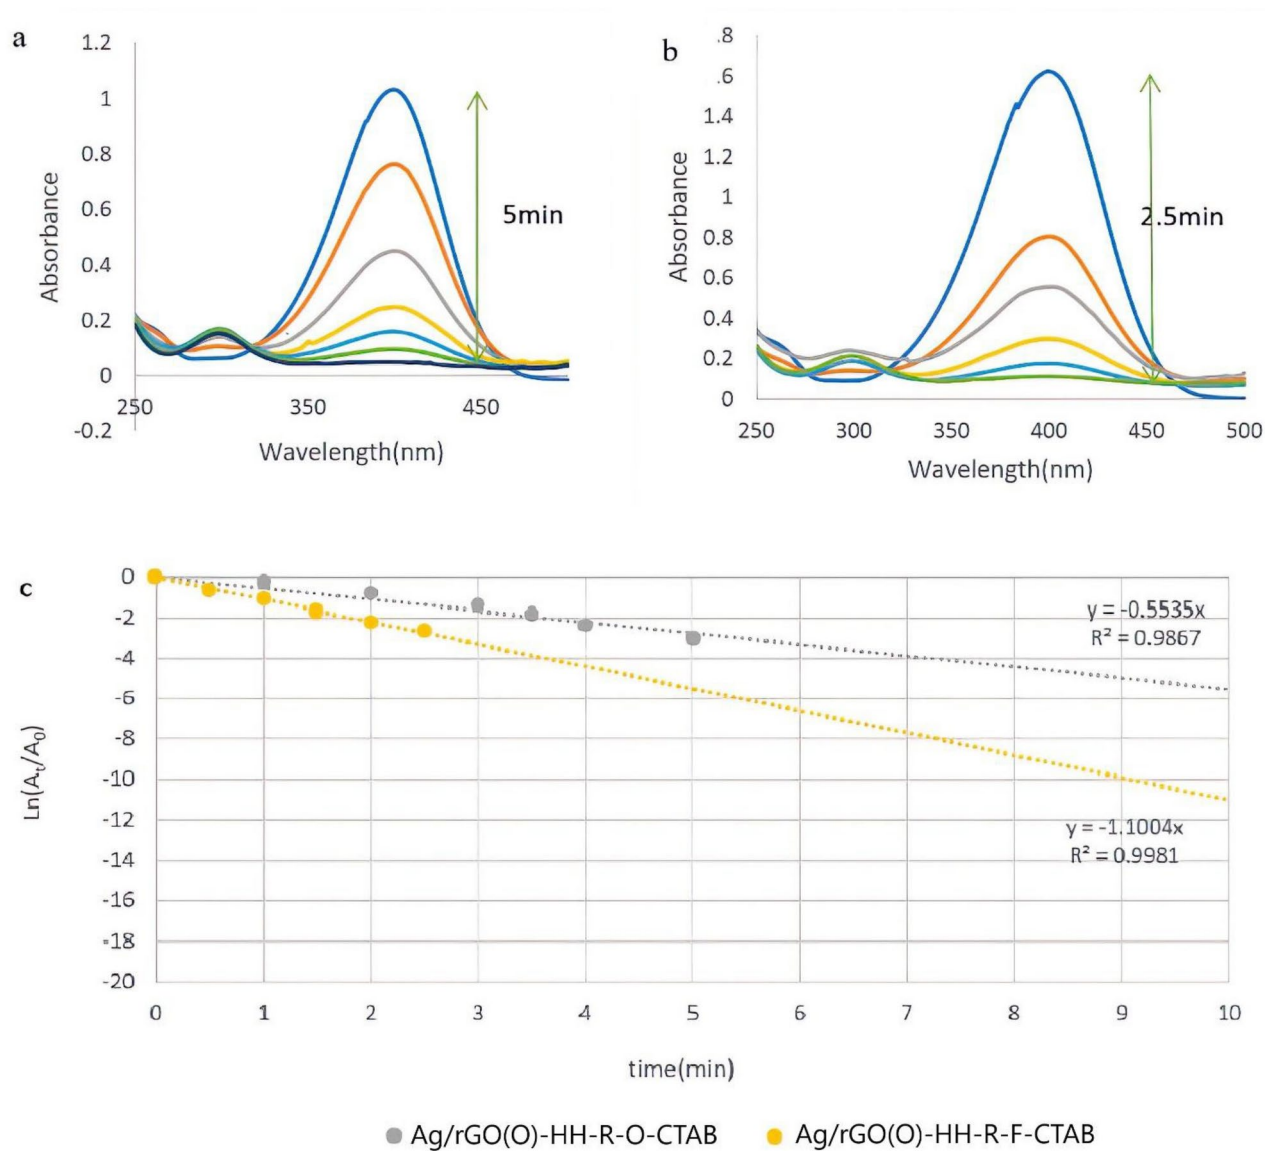 a
1.2
1
0.8
0.6
0.4
0.2
0
-0.2
250
350
450
Absorbance
Wavelength(nm)
5min
b
.8
.6
1.4
1.2
1
0.8
0.6
0.4
0.2
0
250
300
350
400
450
500
Absorbance
Wavelength(nm)
2.5min
c
0
-2
-4
-6
-8
-10
-12
-14
-16
-18
-20
Ln(At/A0)
y = -0.5535x
R² = 0.9867
y = -1.1004x
R² = 0.9981
0
1
2
3
4
5
6
7
8
9
10
time(min)
Ag/rGO(O)-HH-R-O-CTAB
Ag/rGO(O)-HH-R-F-CTAB